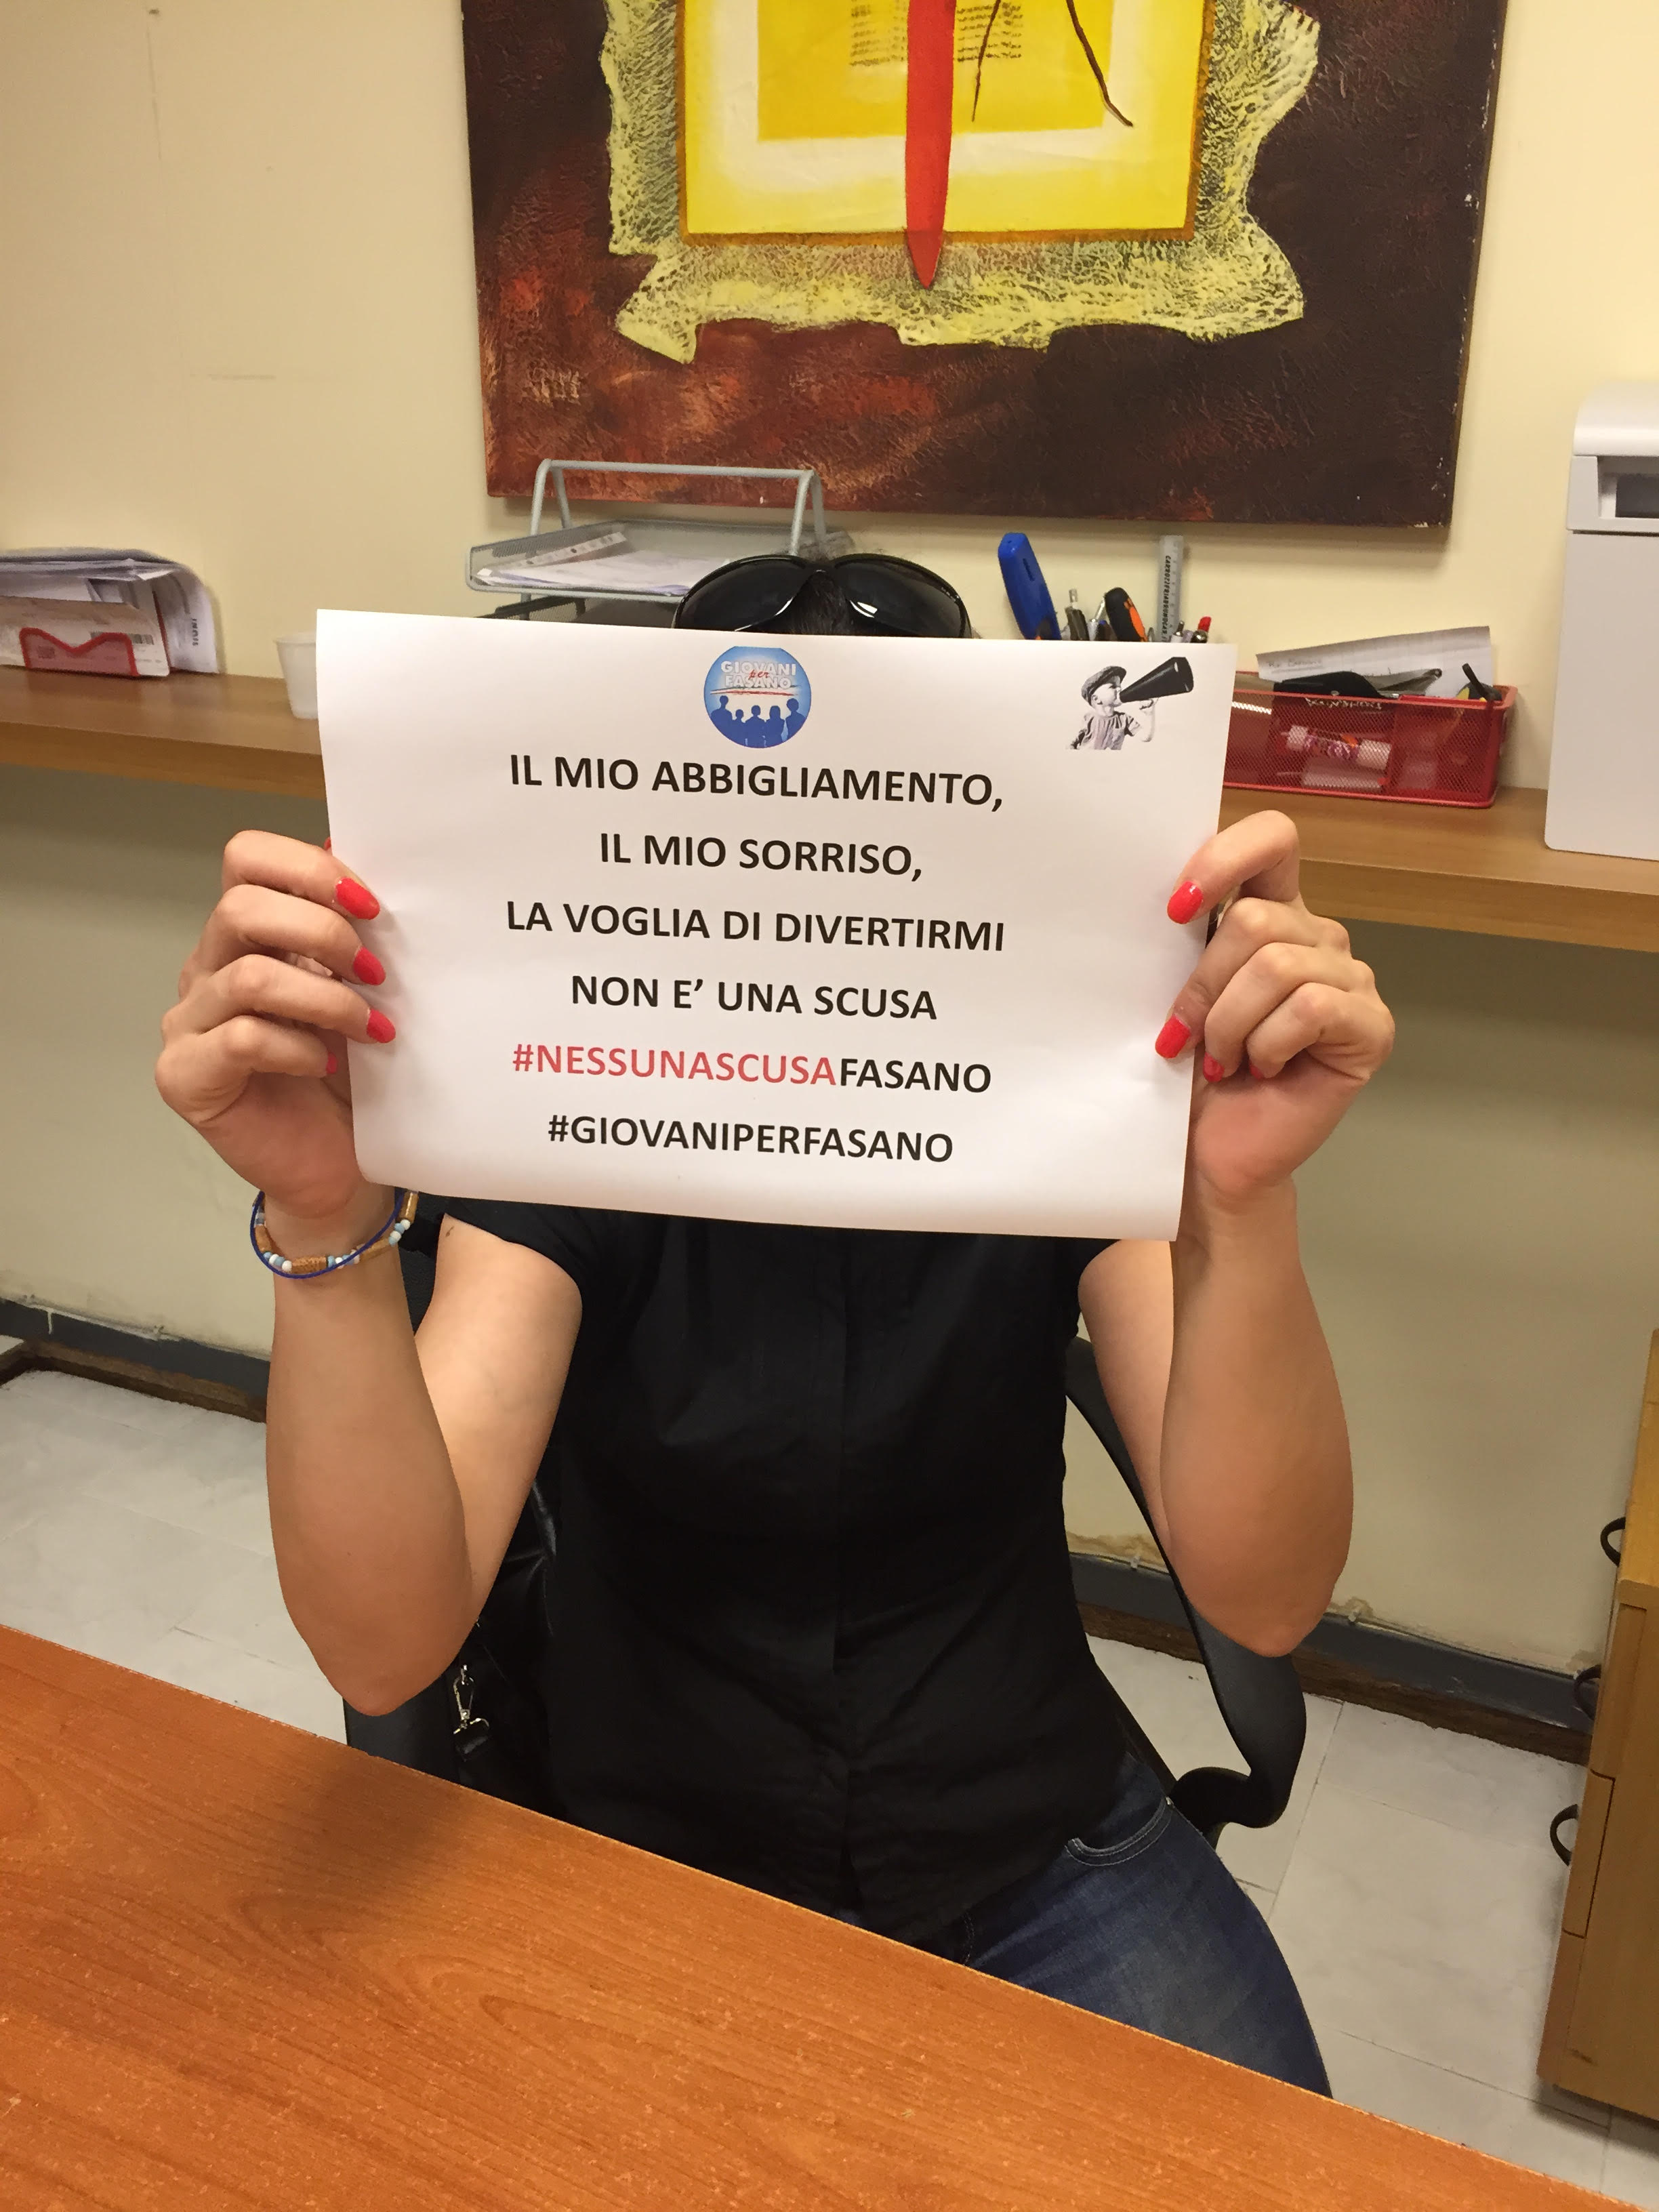 GIOVANI
per
FASANO
IL MIO ABBIGLIAMENTO,
IL MIO SORRISO,
LA VOGLIA DI DIVERTIRMI
NON E’ UNA SCUSA
#NESSUNASCUSAFASANO
#GIOVANIPERFASANO